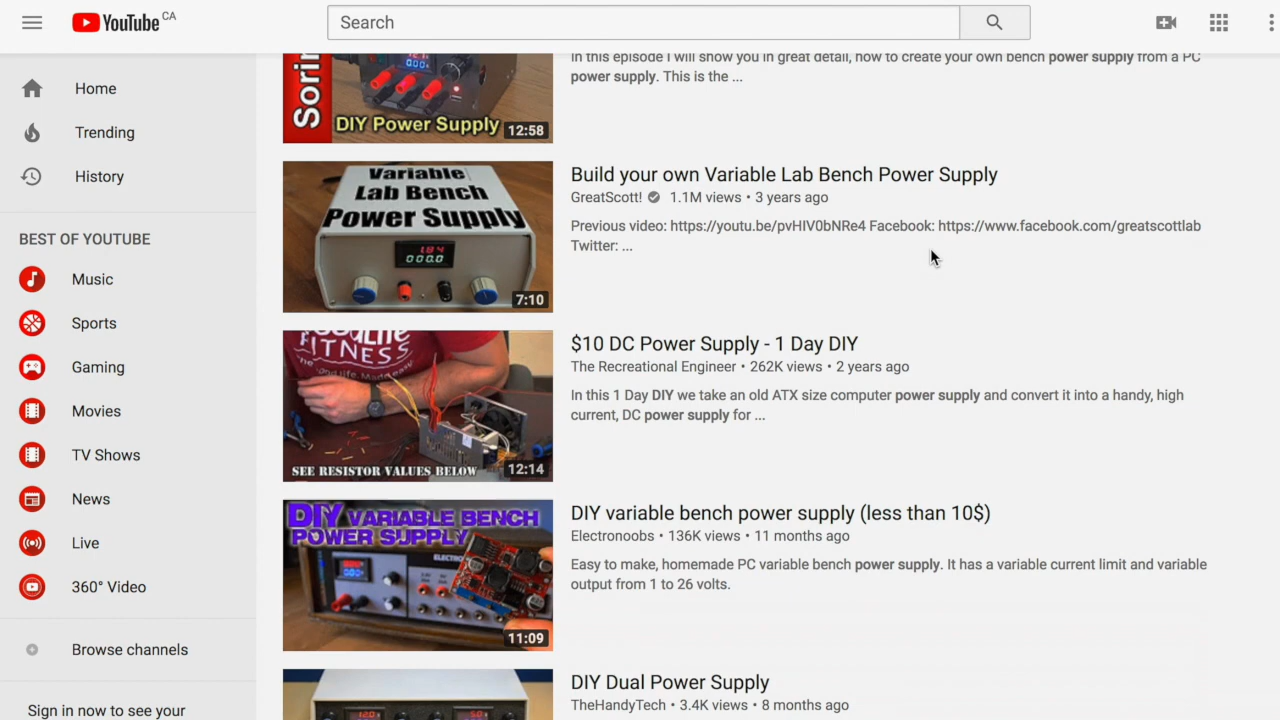 YouTube CA
Search
Home
Trending
History
BEST OF YOUTUBE
Music
Sports
Gaming
Movies
TV Shows
News
Live
360° Video
Browse channels
Sign in now to see your
Sorin
DIY Power Supply
12:58
In this episode I will show you in great detail, how to create your own bench power supply from a PC
power supply. This is the ...
Variable
Lab Bench
Power Supply
184
000.0
7:10
Build your own Variable Lab Bench Power Supply
GreatScott! 1.1M views • 3 years ago
Previous video: https://youtu.be/pvHIV0bNRe4 Facebook: https://www.facebook.com/greatscottlab
Twitter: ...
FITNESS
SEE RESISTOR VALUES BELOW
12:14
$10 DC Power Supply - 1 Day DIY
The Recreational Engineer • 262K views • 2 years ago
In this 1 Day DIY we take an old ATX size computer power supply and convert it into a handy, high
current, DC power supply for ...
DIY VARIABLE BENCH
POWER SUPPLY
11:09
DIY variable bench power supply (less than 10$)
Electronoobs • 136K views • 11 months ago
Easy to make, homemade PC variable bench power supply. It has a variable current limit and variable
output from 1 to 26 volts.
DIY Dual Power Supply
TheHandyTech • 3.4K views • 8 months ago